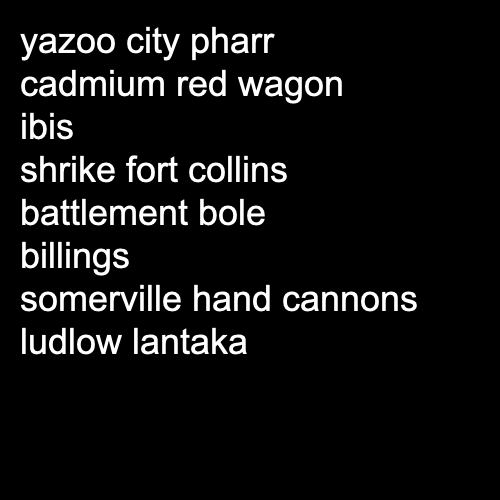 yazoo city pharr
cadmium red wagon
ibis
shrike fort collins
battlement bole
billings
somerville hand cannons
ludlow lantaka